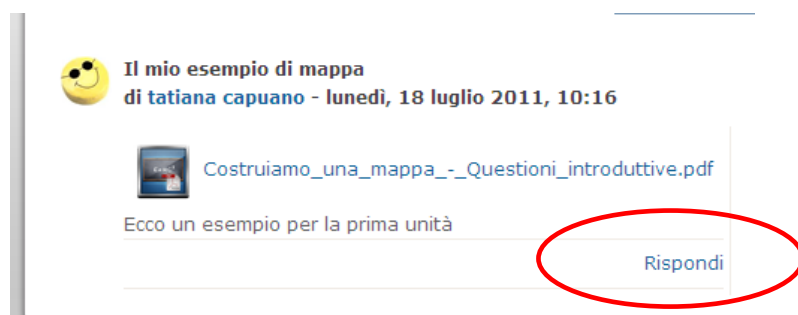 Il mio esempio di mappa
di tatiana capuano - lunedì, 18 luglio 2011, 10:16
Costruiamo_una_mappa_-_Questioni_introduttive.pdf
Ecco un esempio per la prima unità
Rispondi